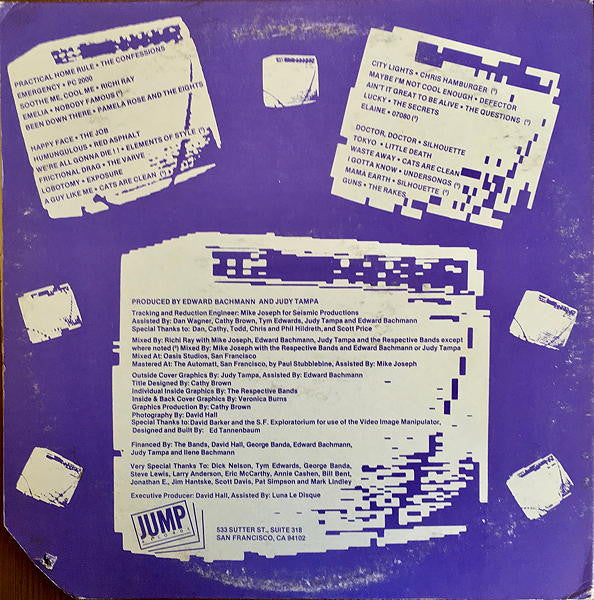 PRACTICAL HOME RULE • THE CONFESSIONS
EMERGENCY • PC 2000
SOOTHE ME, COOL ME • RICH RAY
EMELIA • NOBODY FAMOUS (*)
BEEN DOWN THERE • PAMELA ROSE AND THE EIGHTS
HAPPY FACE • THE JOB
HUMUNGULOUS • RED ASPHALT
WE'RE ALL GONNA DIE ! ! • ELEMENTS OF STYLE (*)
FRICTIONAL DRAG • THE VARVE
LOBOTOMY • EXPOSURE
A GUY LIKE ME • CATS ARE CLEAN (*)
CITY LIGHTS • CHRIS HAMBURGER (*)
MAYBE I'M NOT COOL ENOUGH • DEFECTOR
AIN'T IT GREAT TO BE ALIVE • THE QUESTIONS (*)
LUCKY • THE SECRETS
ELAINE • 07080 (*)
DOCTOR, DOCTOR • SILHOUETTE
TOKYO • LITTLE DEATH
WASTE AWAY • CATS ARE CLEAN
I GOTTA KNOW • UNDERSONGS (*)
MAMA EARTH • SILHOUETTE (*)
GUNS • THE RAKES
PRODUCED BY EDWARD BACHMANN AND JUDY TAMPA
Tracking and Reduction Engineer: Mike Joseph for Seismic Productions
Assisted By: Dan Wagner, Cathy Brown, Tym Edwards, Judy Tampa and Edward Bachmann
Special Thanks to: Dan, Cathy, Todd, Chris and Phil Hildreth, and Scott Price
Mixed By: Richi Ray with Mike Joseph, Edward Bachmann, Judy Tampa and the Respective Bands except
where noted (*) Mixed By: Mike Joseph with the Respective Bands and Edward Bachmann or Judy Tampa
Mixed At: Oasis Studios, San Francisco
Mastered At: The Automatt, San Francisco, by Paul Stubblebine, Assisted By: Mike Joseph
Outside Cover Graphics By: Judy Tampa, Assisted By: Edward Bachmann
Title Designed By: Cathy Brown
Individual Inside Graphics By: The Respective Bands
Inside & Back Cover Graphics By: Veronica Burns
Graphics Production By: Cathy Brown
Photography By: David Hall
Special Thanks to: David Barker and the S.F. Exploratorium for use of the Video Image Manipulator,
Designed and Built By: Ed Tannenbaum
Financed By: The Bands, David Hall, George Banda, Edward Bachmann,
Judy Tampa and Ilene Bachmann
Very Special Thanks To: Dick Nelson, Tym Edwards, George Banda,
Steve Lewis, Larry Anderson, Eric McCarthy, Annie Cashen, Bill Bent,
Jonathan E., Jim Hantske, Scott Davis, Pat Simpson and Mark Lindley
Executive Producer: David Hall, Assisted By: Luna Le Disque
JUMP
RECORDS
533 SUTTER ST., SUITE 318
SAN FRANCISCO, CA 94102